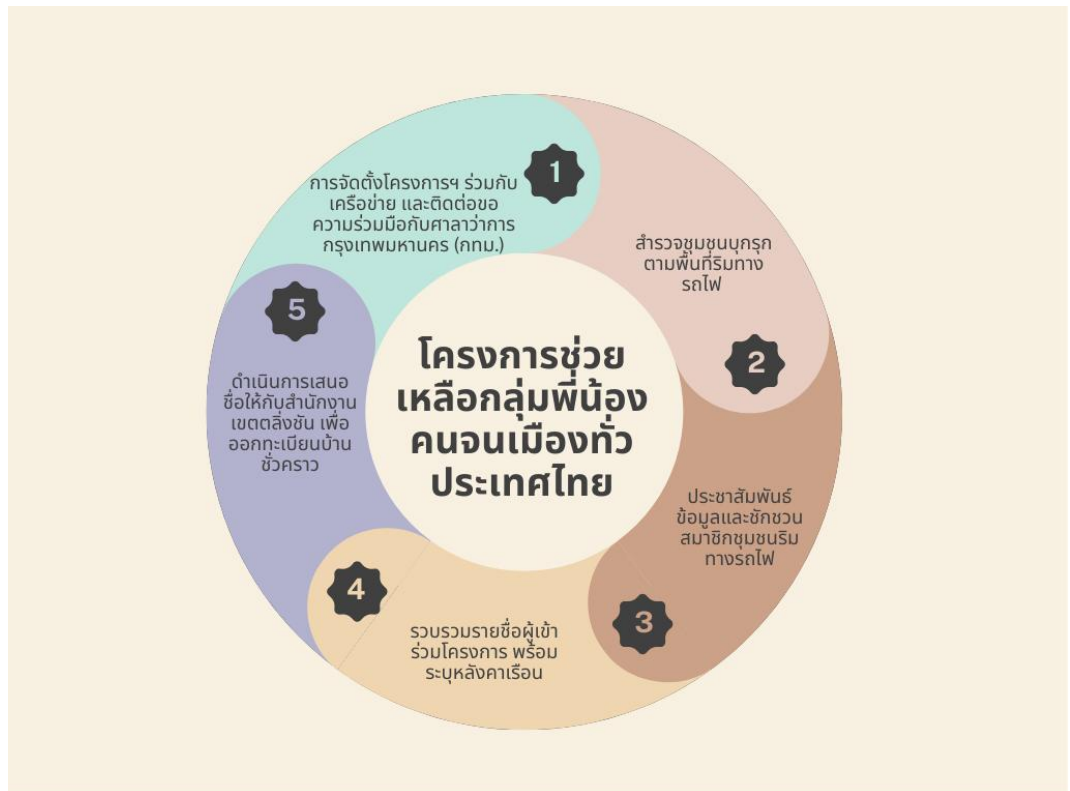 โครงการช่วย
เหลือกลุ่มพี่น้อง
คนจนเมืองทั่ว
ประเทศไทย
1
การจัดตั้งโครงการฯ ร่วมกับ
เครือข่าย และติดต่อขอ
ความร่วมมือกับศาลาว่าการ
กรุงเทพมหานคร (กทม.)
สำรวจชุมชนบุกรุก
ตามพื้นที่ริมทาง
รถไฟ
2
ประชาสัมพันธ์
ข้อมูลและชักชวน
สมาชิกชุมชนริม
ทางรถไฟ
3
รวบรวมรายชื่อผู้เข้า
ร่วมโครงการ พร้อม
ระบุหลังคาเรือน
4
ดำเนินการเสนอ
ชื่อให้กับสำนักงาน
เขตตลิ่งชัน เพื่อ
ออกทะเบียนบ้าน
ชั่วคราว
5